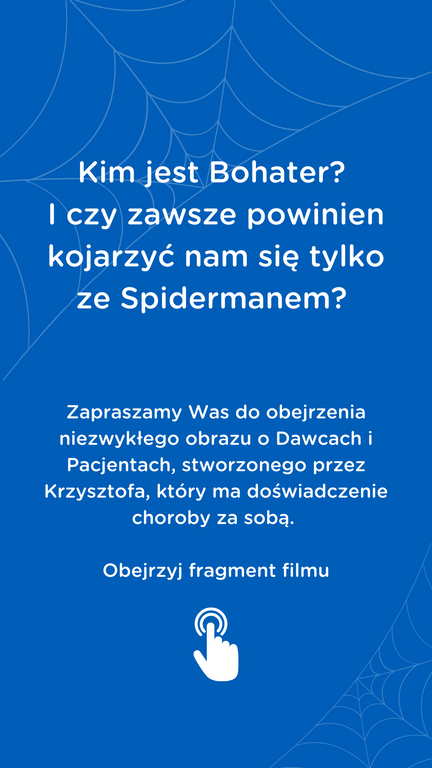 Kim jest Bohater?
I czy zawsze powinien
kojarzyć nam się tylko
ze Spidermanem?
Zapraszamy Was do obejrzenia
niezwykłego obrazu o Dawcach i
Pacjentach, stworzonego przez
Krzysztofa, który ma doświadczenie
choroby za sobą.
Obejrzyj fragment filmu